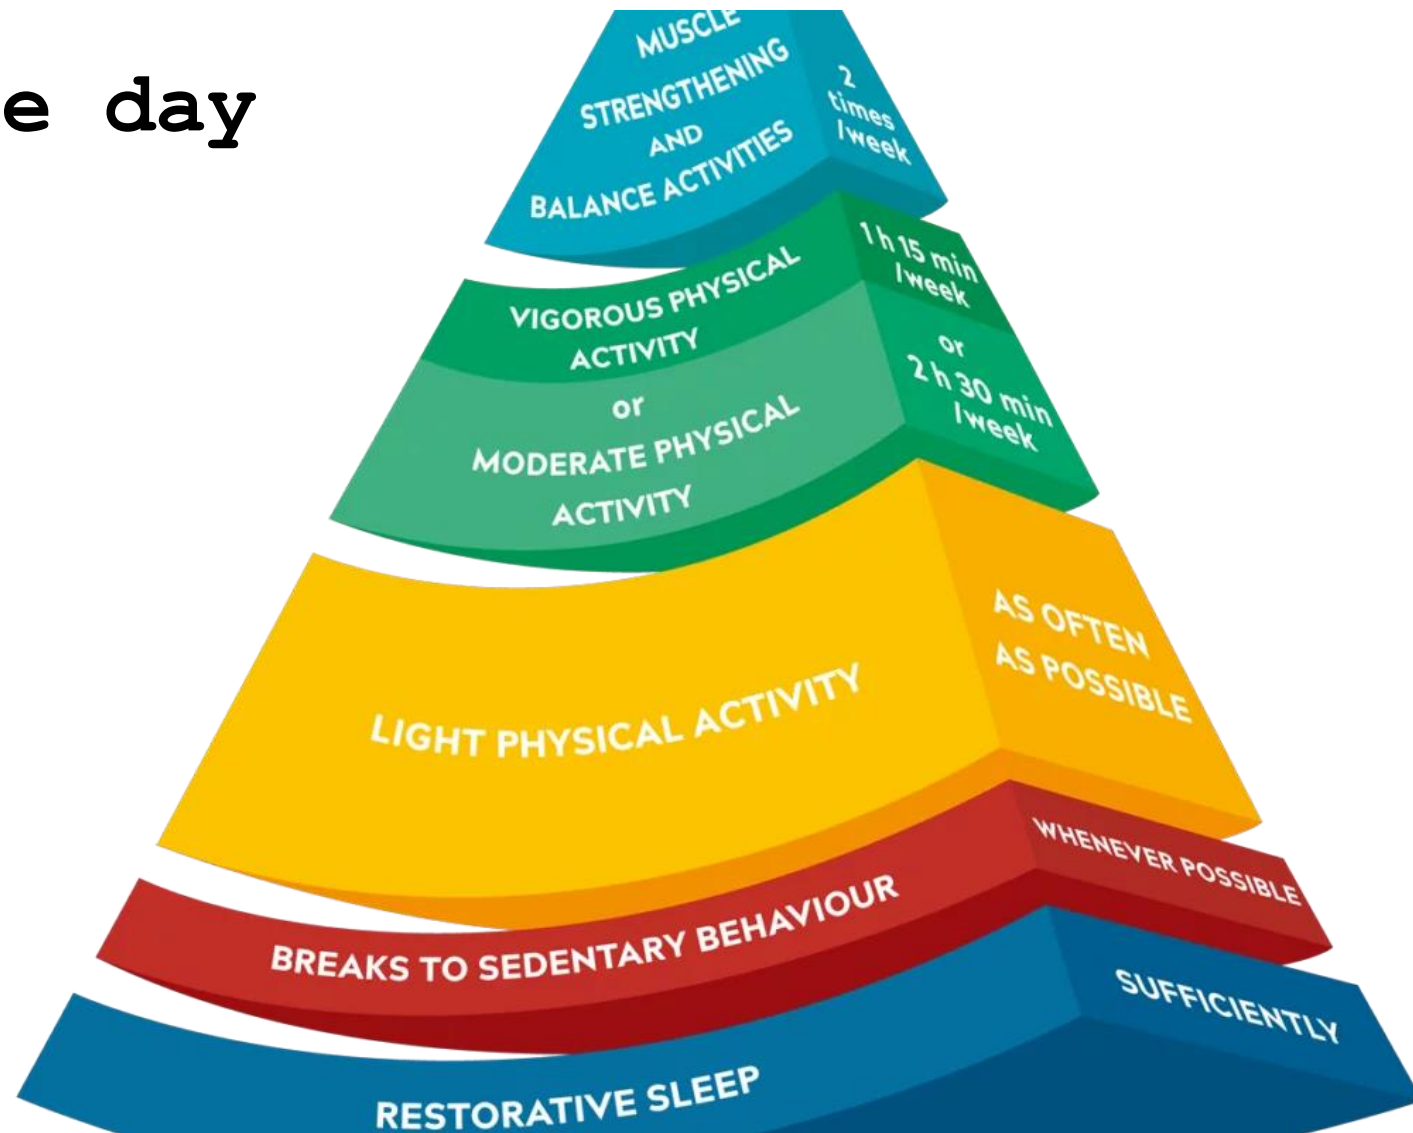 e day
MUSCLE
STRENGTHENING
AND
BALANCE ACTIVITIES
2
times
/week
VIGOROUS PHYSICAL
ACTIVITY
1 h 15 min
/week
or
MODERATE PHYSICAL
ACTIVITY
or
2 h 30 min
/week
LIGHT PHYSICAL ACTIVITY
AS OFTEN
AS POSSIBLE
BREAKS TO SEDENTARY BEHAVIOUR
WHENEVER POSSIBLE
RESTORATIVE SLEEP
SUFFICIENTLY